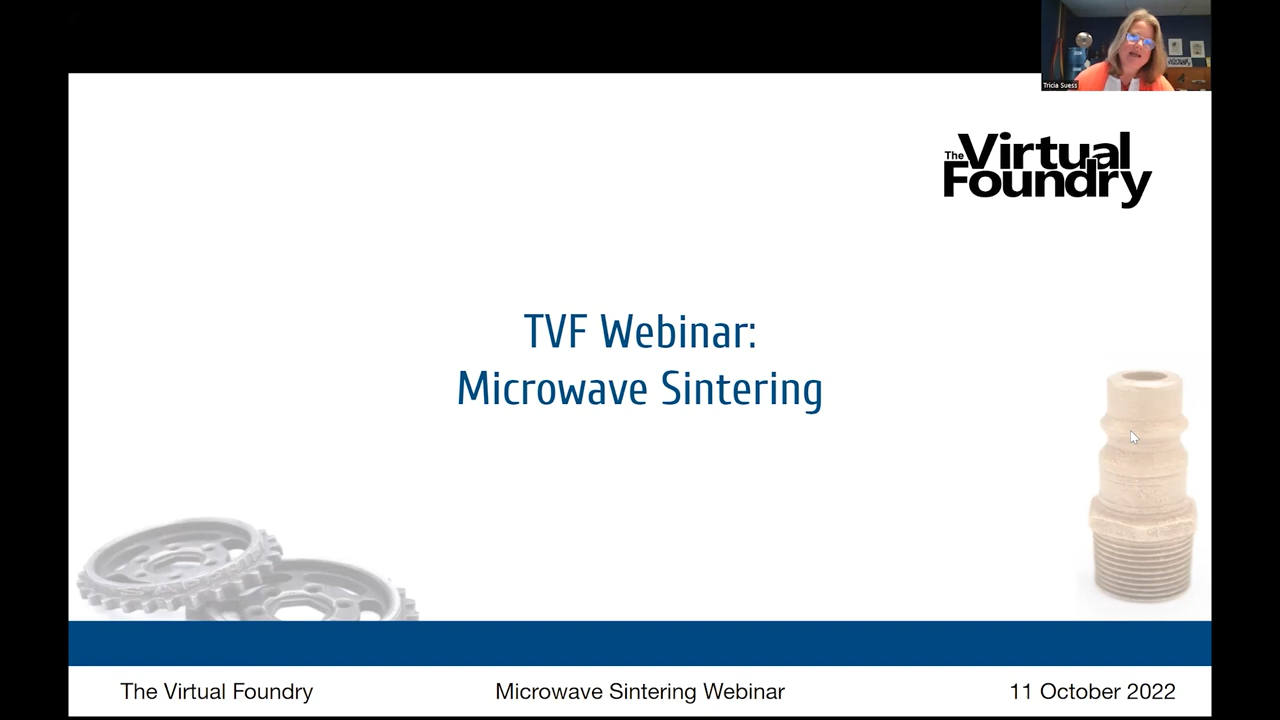 Tricia Suess
The Virtual
Foundry
TVF Webinar:
Microwave Sintering
The Virtual Foundry
Microwave Sintering Webinar
11 October 2022